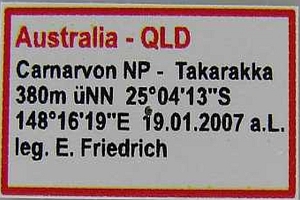 Australia - QLD
Carnarvon NP - Takarakka
380m üNN 25°04'13"S
148°16'19"E 19.01.2007 a.L.
leg. E. Friedrich